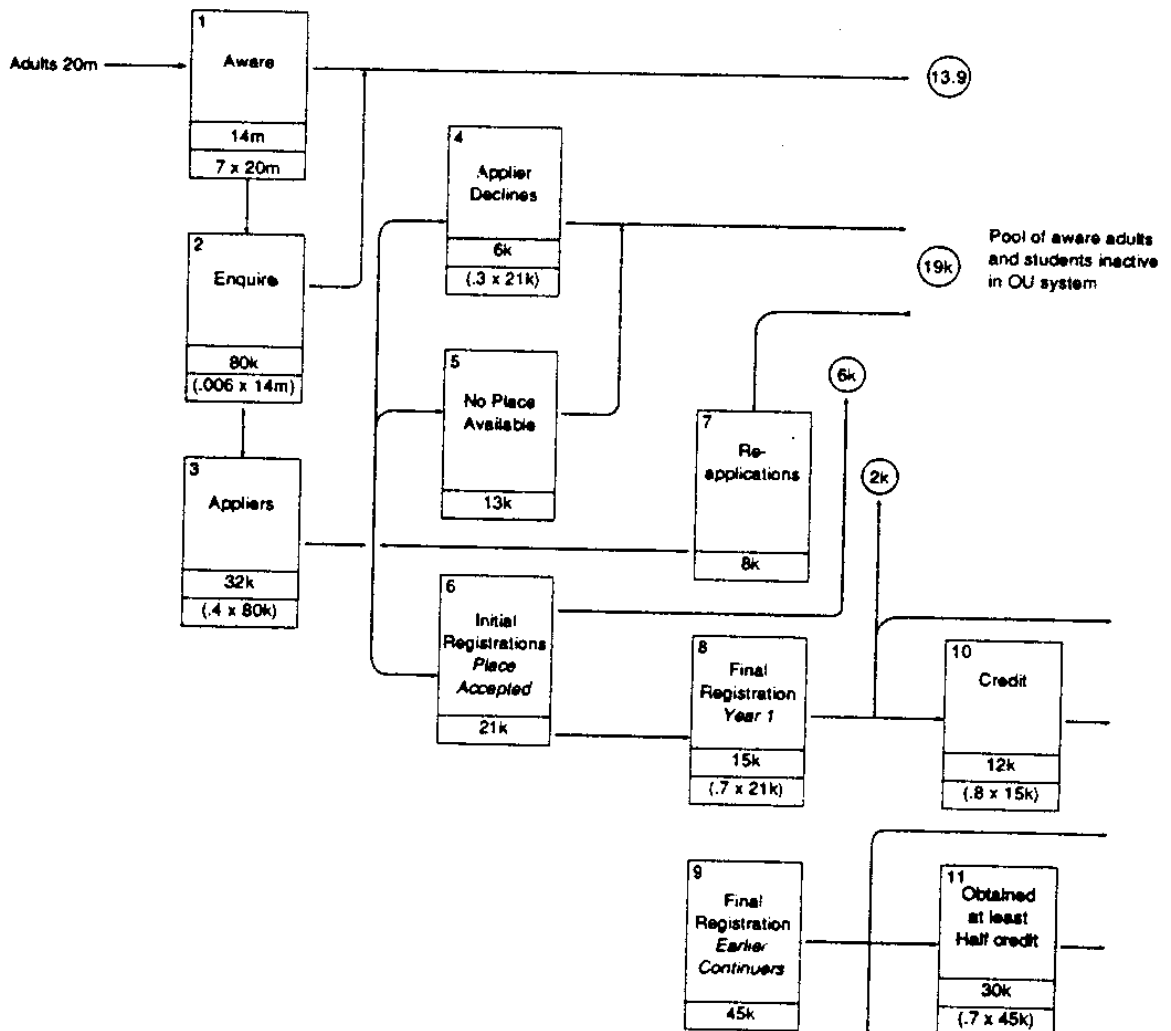 Adults 20m
1
Aware
14m
7 x 20m
13.9
2
Enquire
80k
(.006 x 14m)
3
Appliers
32k
(.4 x 80k)
4
Applier
Declines
6k
(.3 x 21k)
5
No Place
Available
13k
6
Initial
Registrations
Place
Accepted
21k
19k
Pool of aware adults
and students inactive
in OU system
7
Re-
applications
8k
6k
2k
8
Final
Registration
Year 1
15k
(.7 x 21k)
9
Final
Registration
Earlier
Continuers
45k
10
Credit
12k
(.8 x 15k)
11
Obtained
at least
Half credit
30k
(.7 x 45k)